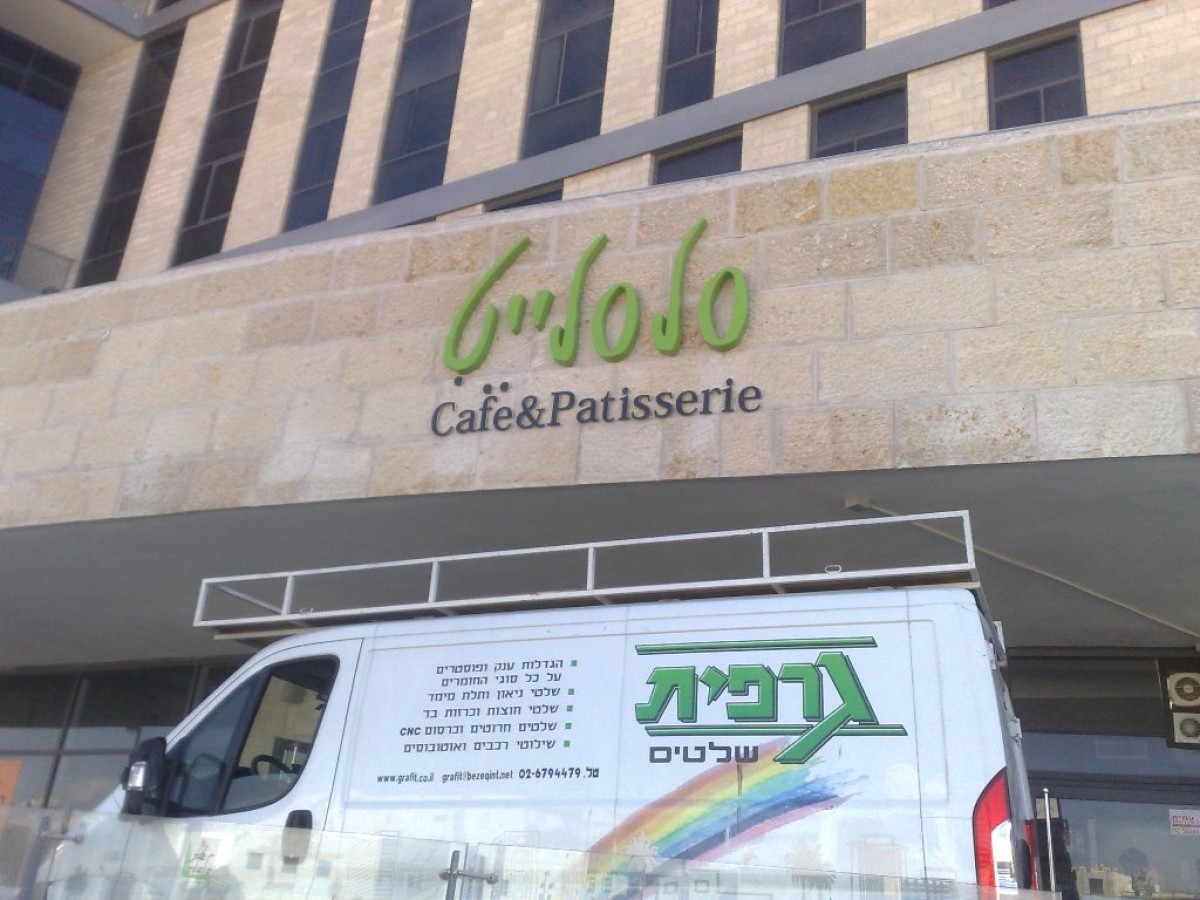 סלסלייט
Cafe&Patisserie
גרפית
שלטים
הגדלות ענק ופוסטרים
על כל סוגי החומרים
שלטי ניאון ותלת מימד
שלטי חוצות וכרזות בד
שלטים חרוטים וכרסום CNC
שילוטי רכבים ואוטובוסים
טל. 02-6794479 grafit@bezeqint.net www.grafit.co.il